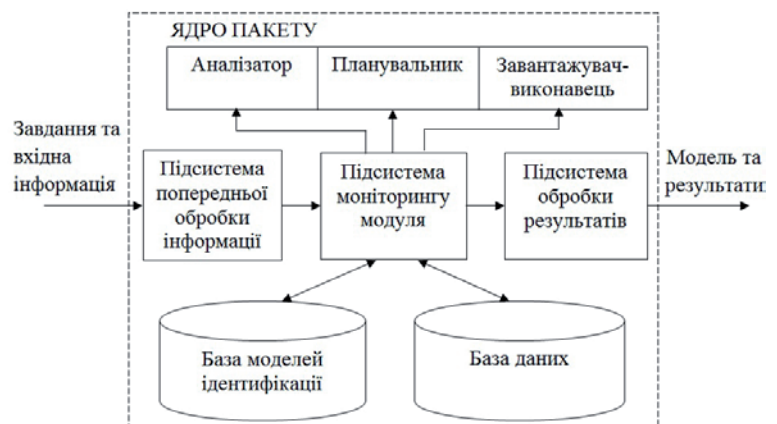 ЯДРО ПАКЕТУ
Аналізатор
Планувальник
Завантажувач-
виконавець
Завдання та
вхідна
інформація
Підсистема
попередньої
обробки
інформації
Підсистема
моніторингу
модуля
Підсистема
обробки
результатів
Модель та
результати
База моделей
ідентифікації
База даних